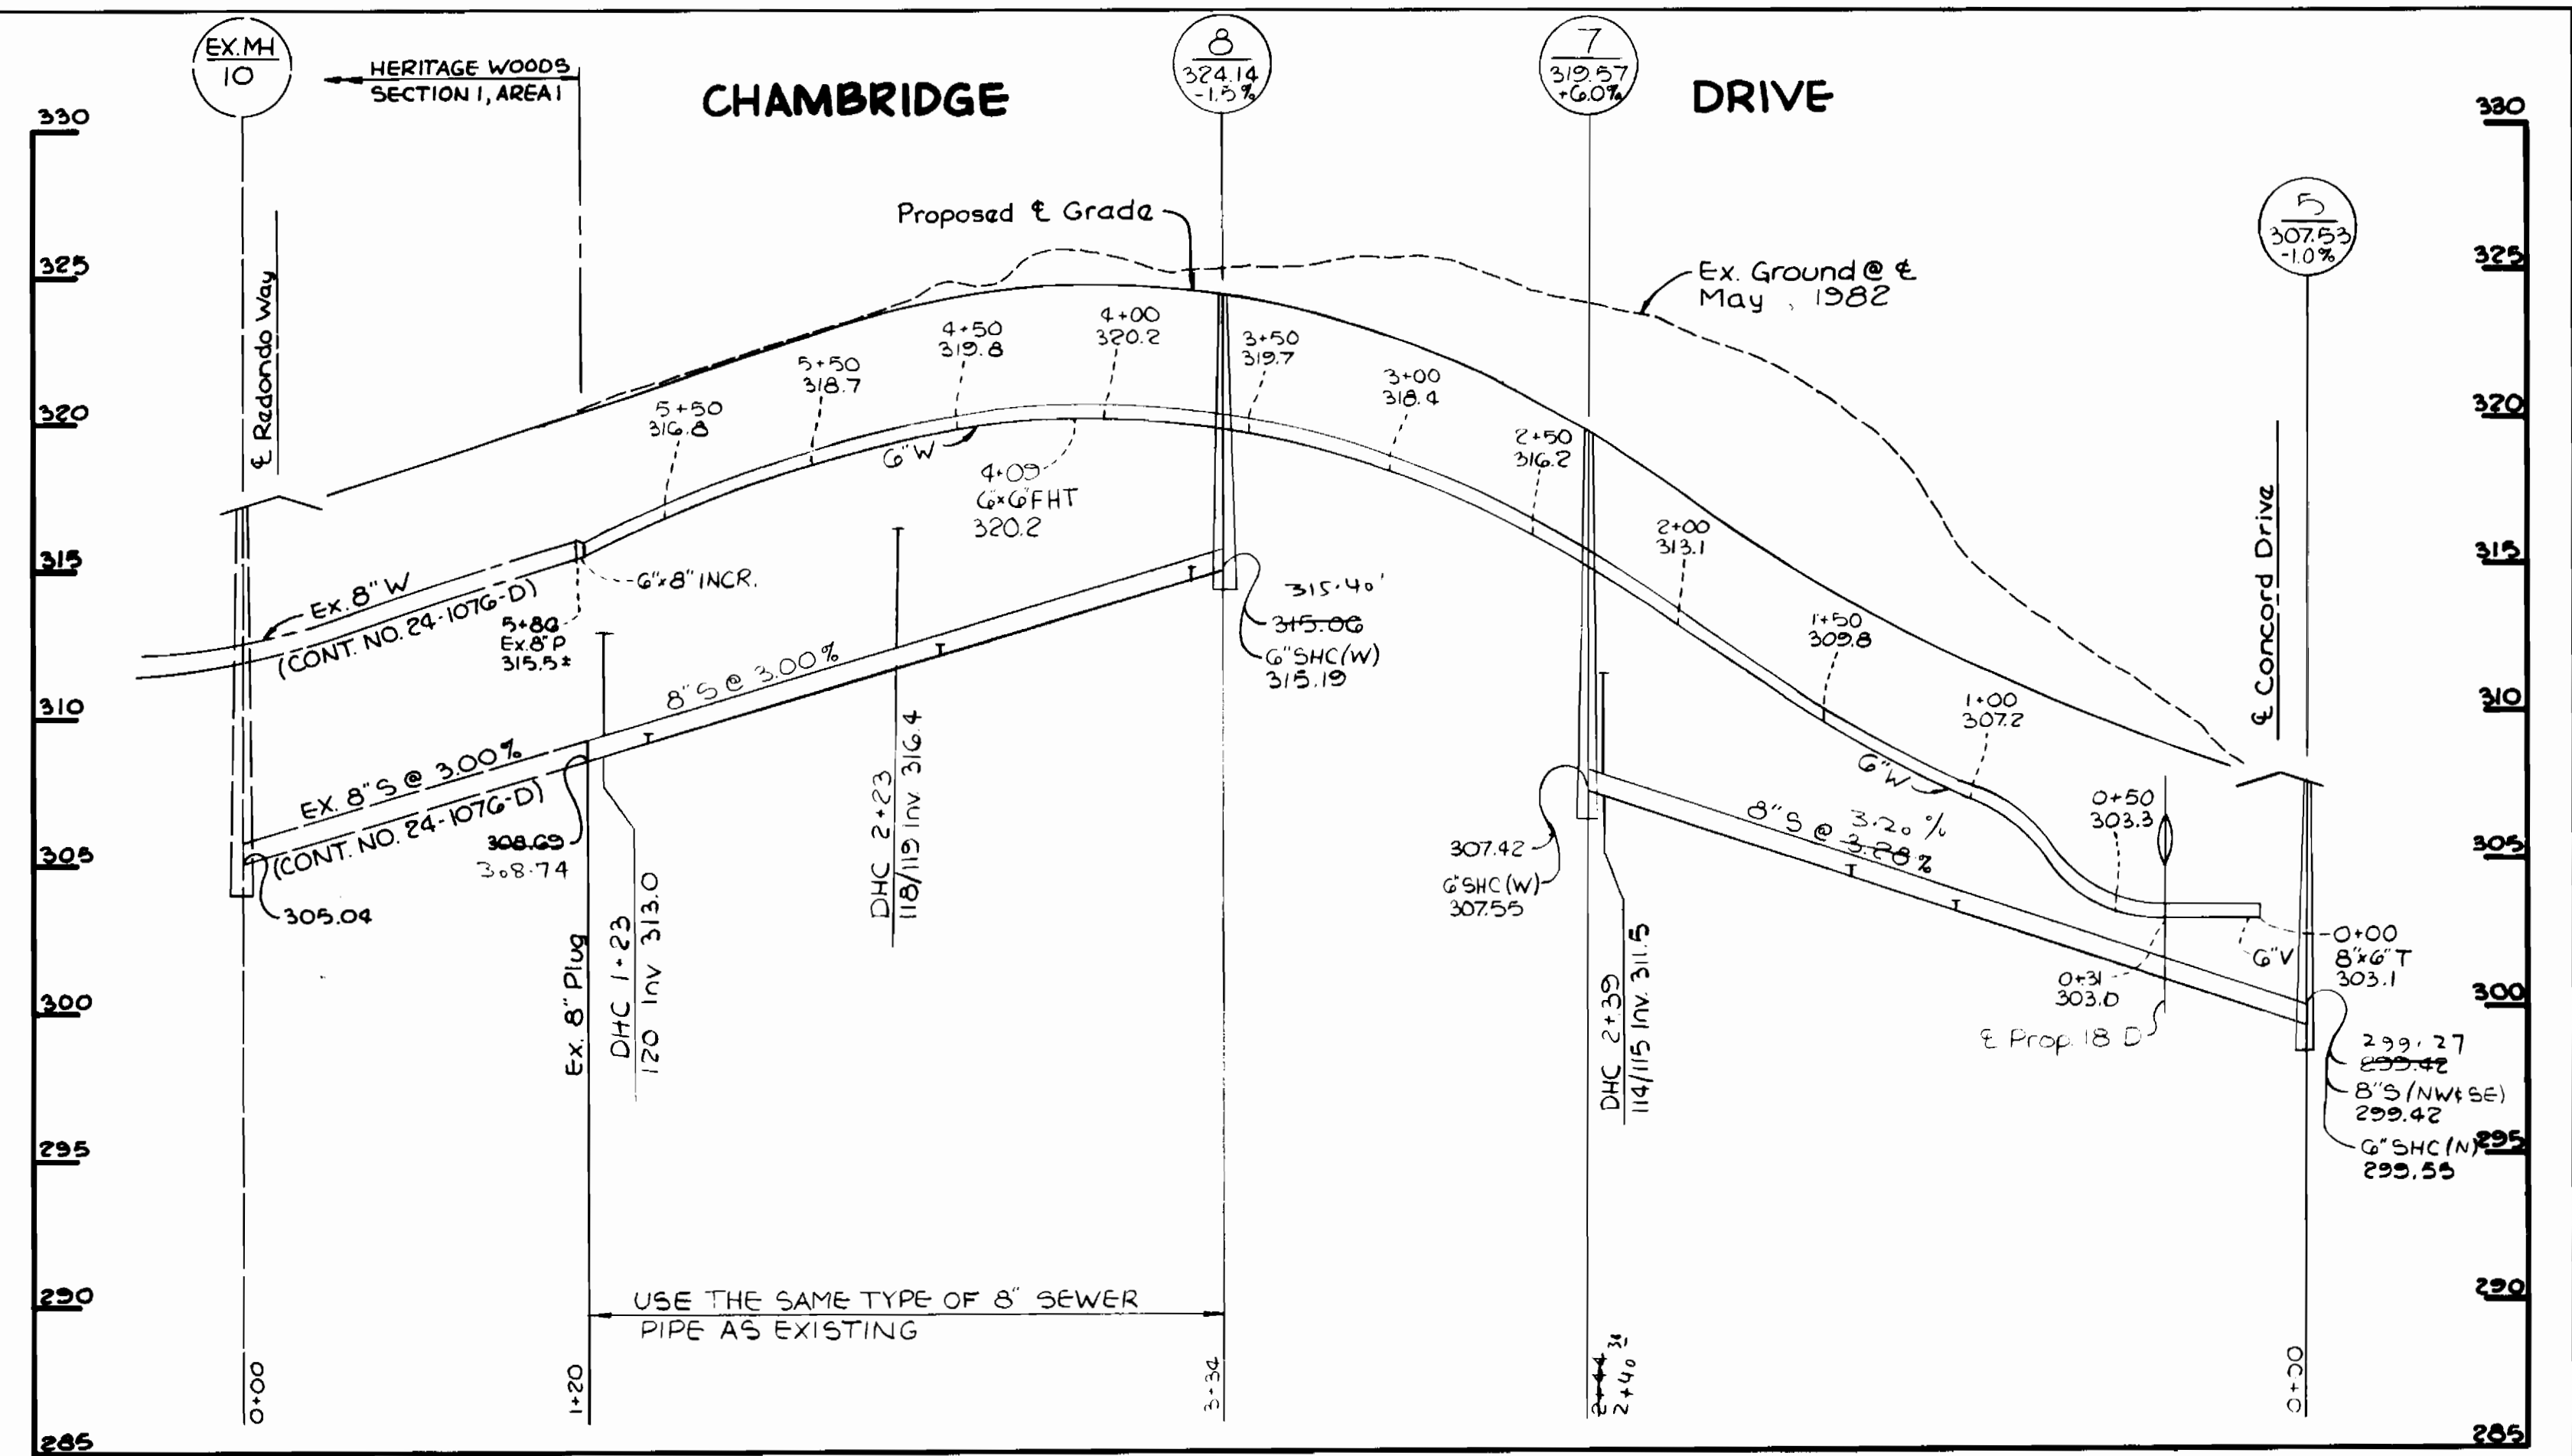 EX.MH
10
HERITAGE WOODS
SECTION 1, AREA 1
CHAMBRIDGE
8
324.14
-1.5%
7
319.57
+6.0%
DRIVE
5
307.53
-1.0%
330
325
320
315
310
305
300
295
290
285
330
325
320
315
310
305
300
295
290
285
℄ Redondo Way
Proposed ℄ Grade
Ex. Ground @ ℄
May , 1982
℄ Concord Drive
5+50
316.8
5+50
318.7
4+50
319.8
4+00
320.2
3+50
319.7
3+00
318.4
2+50
316.2
2+00
313.1
1+50
309.8
1+00
307.2
0+50
303.3
6"W
4+09
6"x6"FHT
320.2
Ex. 8" W
(CONT. NO. 24-1076-D)
6"x8" INCR.
5+86
Ex.8"P
315.5±
8"S @ 3.00%
315.40'
315.06
6"SHC(W)
315.19
EX. 8"S @ 3.00%
(CONT. NO. 24-1076-D)
305.04
308.69
308.74
Ex. 8" Plug
DHC 1+23
120 Inv 313.0
DHC 2+23
118/119 Inv. 316.4
307.42
6"SHC(W)
307.55
DHC 2+39
114/115 Inv. 311.5
6"W
8"S @ 3.28%
3.20 %
0+31
303.0
℄ Prop. 18 D
6"V
0+00
8"x6"T
303.1
299.27
299.42
8"S (NW&SE)
299.42
6"SHC (N)
299.55
USE THE SAME TYPE OF 8" SEWER
PIPE AS EXISTING
0+00
1+20
3+34
2+44
2+40
0+00